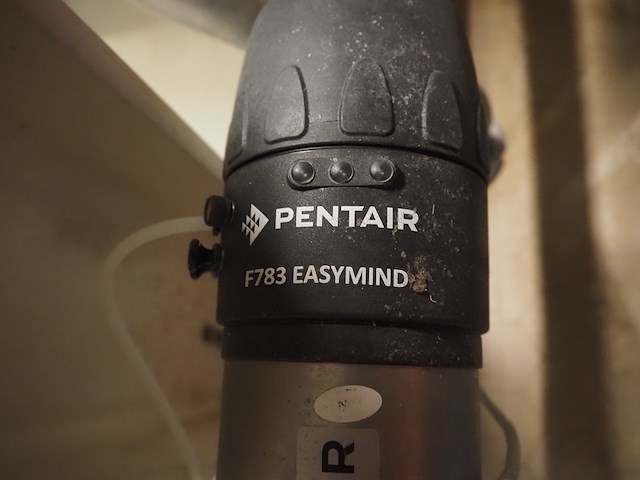 PENTAIR
F783 EASYMIND
R